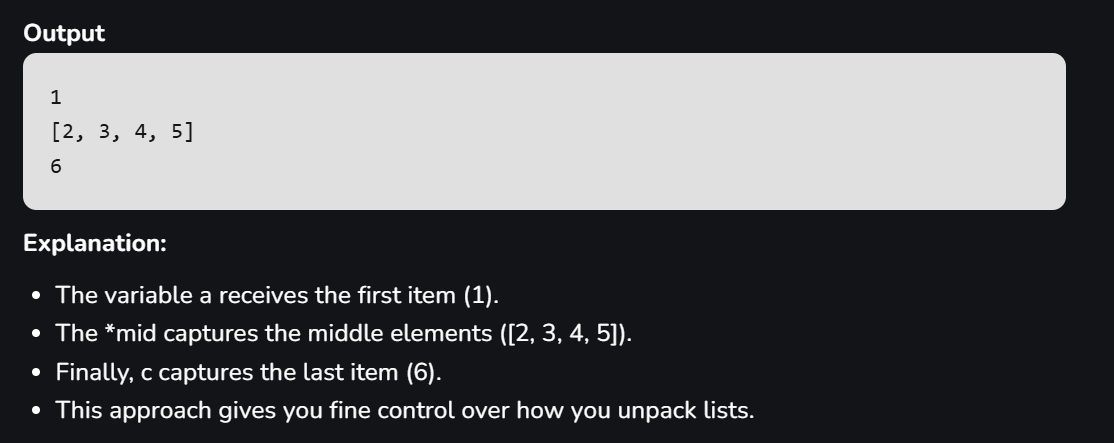 Output
1
[2, 3, 4, 5]
6
Explanation:
• The variable a receives the first item (1).
• The *mid captures the middle elements ([2, 3, 4, 5]).
• Finally, c captures the last item (6).
• This approach gives you fine control over how you unpack lists.